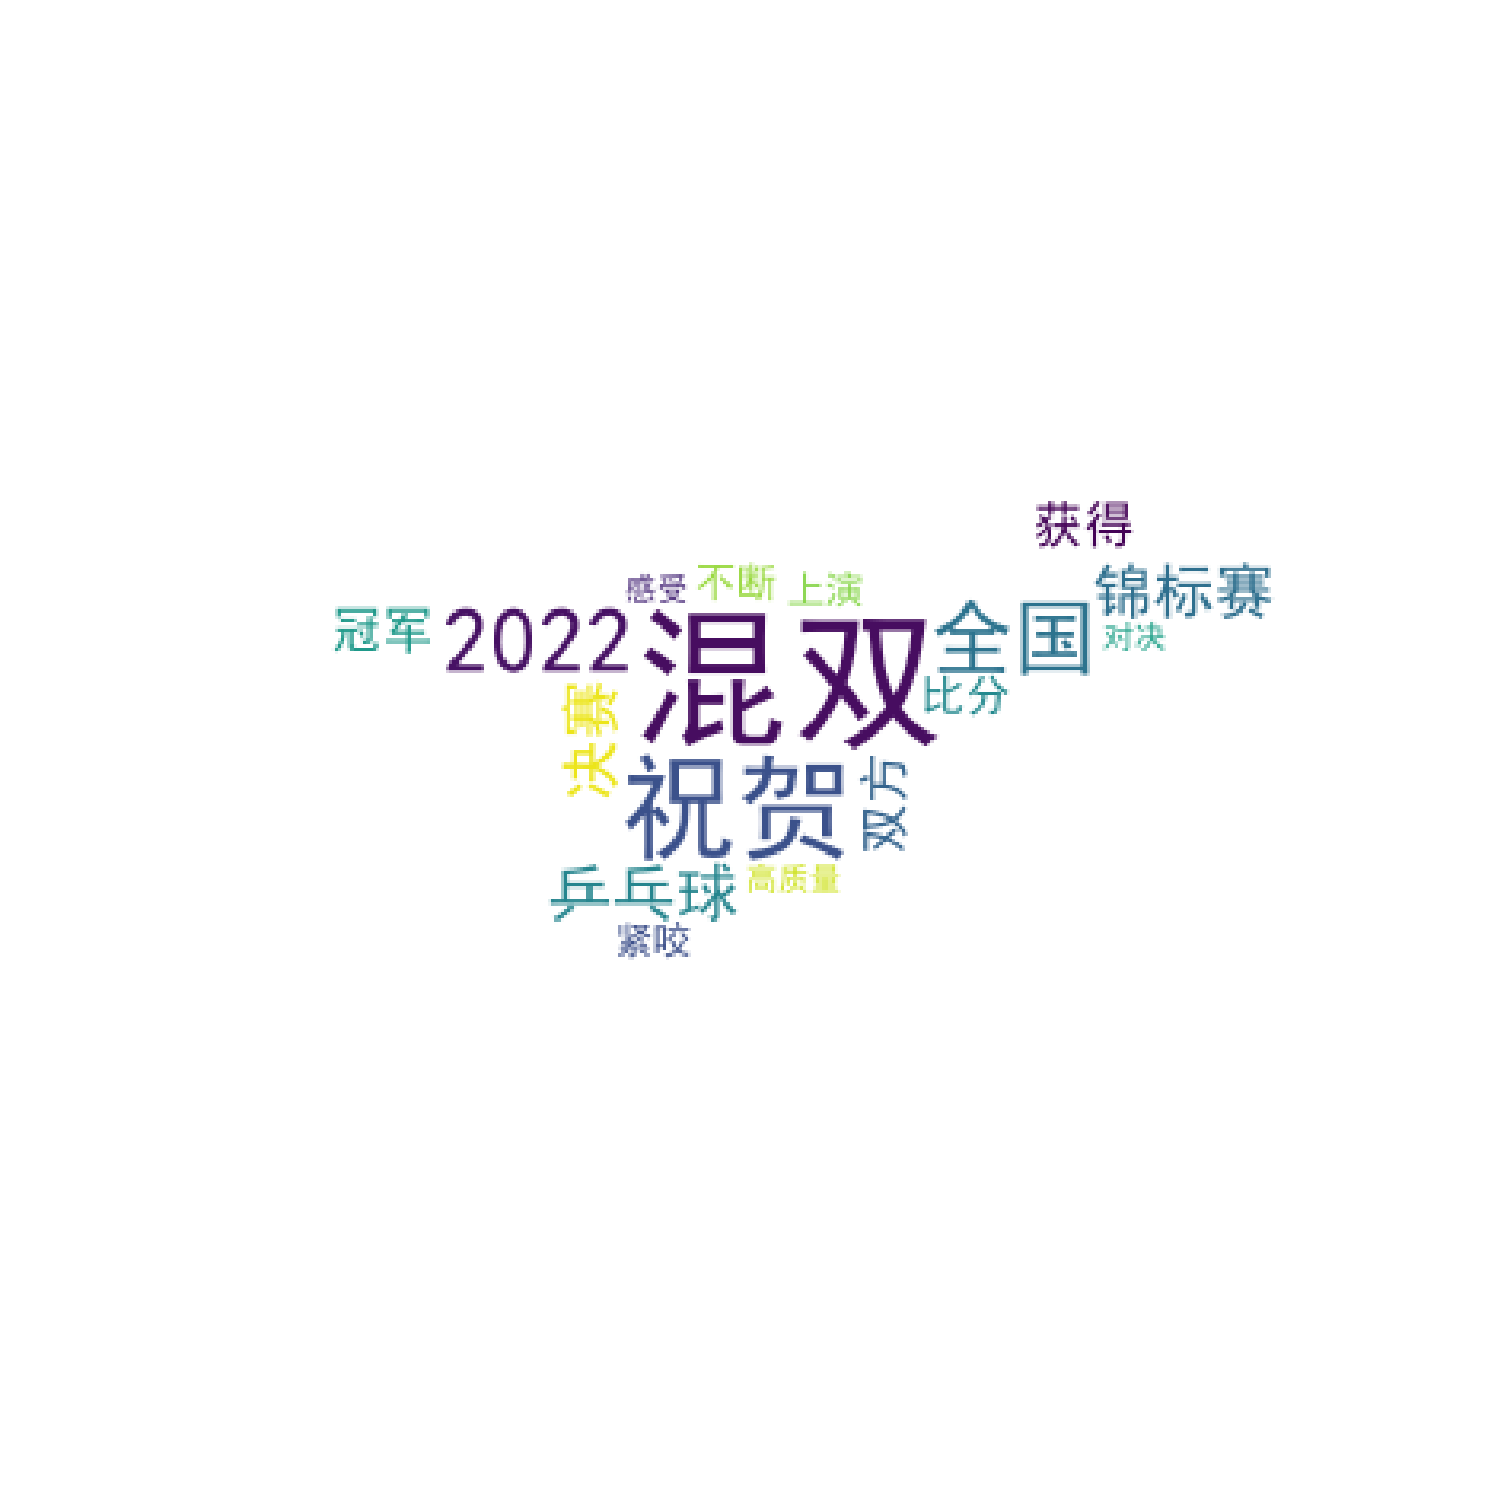 获得
锦标赛
感受
不断
上演
冠军
2022
混双
全国
对决
比分
决赛
祝贺
双方
乒乓球
高质量
紧咬